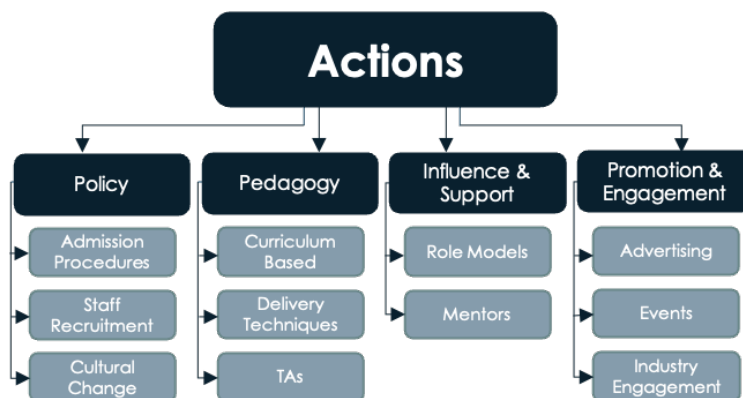 Actions
Policy
Admission
Procedures
Staff
Recruitment
Cultural
Change
Pedagogy
Curriculum
Based
Delivery
Techniques
TAs
Influence &
Support
Role Models
Mentors
Promotion &
Engagement
Advertising
Events
Industry
Engagement